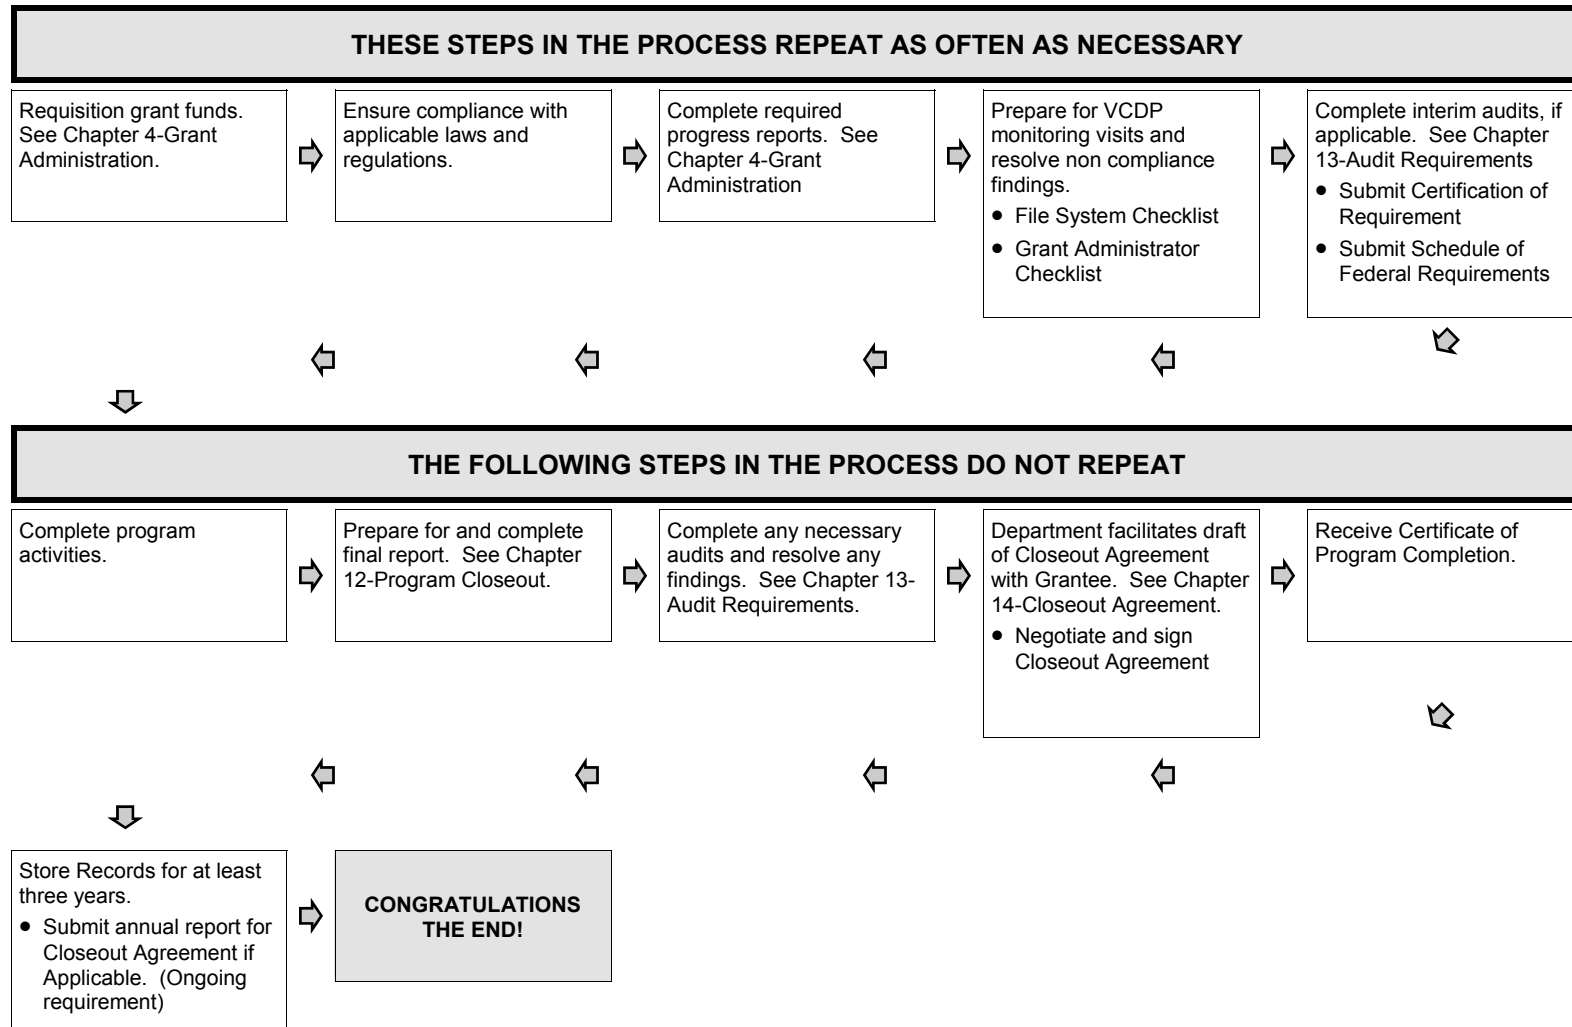 THESE STEPS IN THE PROCESS REPEAT AS OFTEN AS NECESSARY
Requisition grant funds.
See Chapter 4-Grant
Administration.
Ensure compliance with
applicable laws and
regulations.
Complete required
progress reports.  See
Chapter 4-Grant
Administration
Prepare for VCDP
monitoring visits and
resolve non compliance
findings.
• File System Checklist
• Grant Administrator
Checklist
Complete interim audits, if
applicable.  See Chapter
13-Audit Requirements
• Submit Certification of
Requirement
• Submit Schedule of
Federal Requirements
THE FOLLOWING STEPS IN THE PROCESS DO NOT REPEAT
Complete program
activities.
Prepare for and complete
final report.  See Chapter
12-Program Closeout.
Complete any necessary
audits and resolve any
findings.  See Chapter 13-
Audit Requirements.
Department facilitates draft
of Closeout Agreement
with Grantee.  See Chapter
14-Closeout Agreement.
• Negotiate and sign
Closeout Agreement
Receive Certificate of
Program Completion.
Store Records for at least
three years.
• Submit annual report for
Closeout Agreement if
Applicable.  (Ongoing
requirement)
CONGRATULATIONS
THE END!